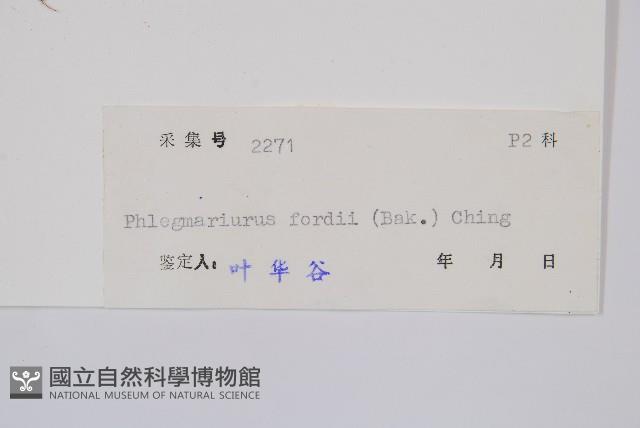 采集号 2271 P2 科
Phlegmariurus fordii (Bak.) Ching
鉴定人: 叶华谷 年 月 日
國立自然科學博物館
NATIONAL MUSEUM OF NATURAL SCIENCE